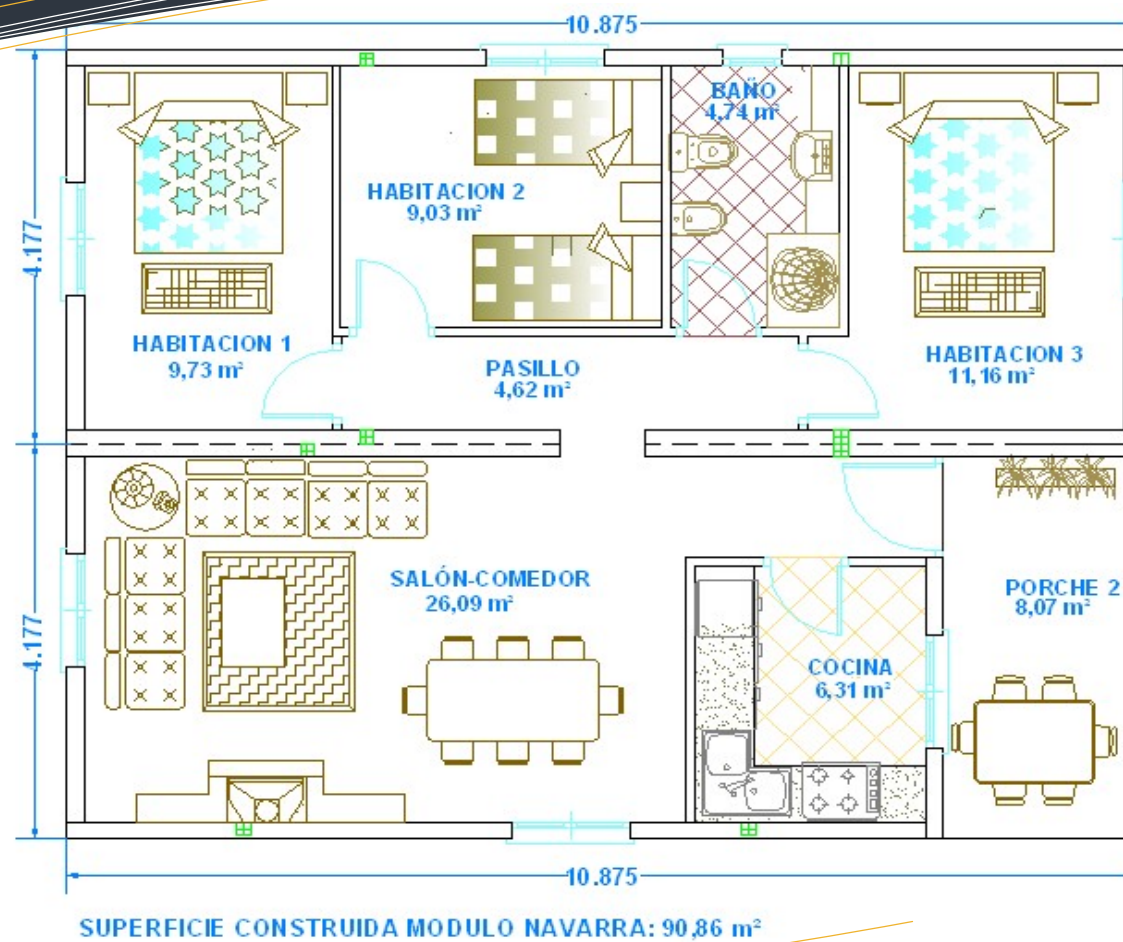 10.875
BAÑO
4,74 m²
HABITACION 2
9,03 m²
4.177
HABITACION 1
9,73 m²
PASILLO
4,62 m²
HABITACION 3
11,16 m²
SALÓN-COMEDOR
26,09 m²
PORCHE 2
8,07 m²
4.177
COCINA
6,31 m²
10.875
SUPERFICIE CONSTRUIDA MODULO NAVARRA: 90,86 m²